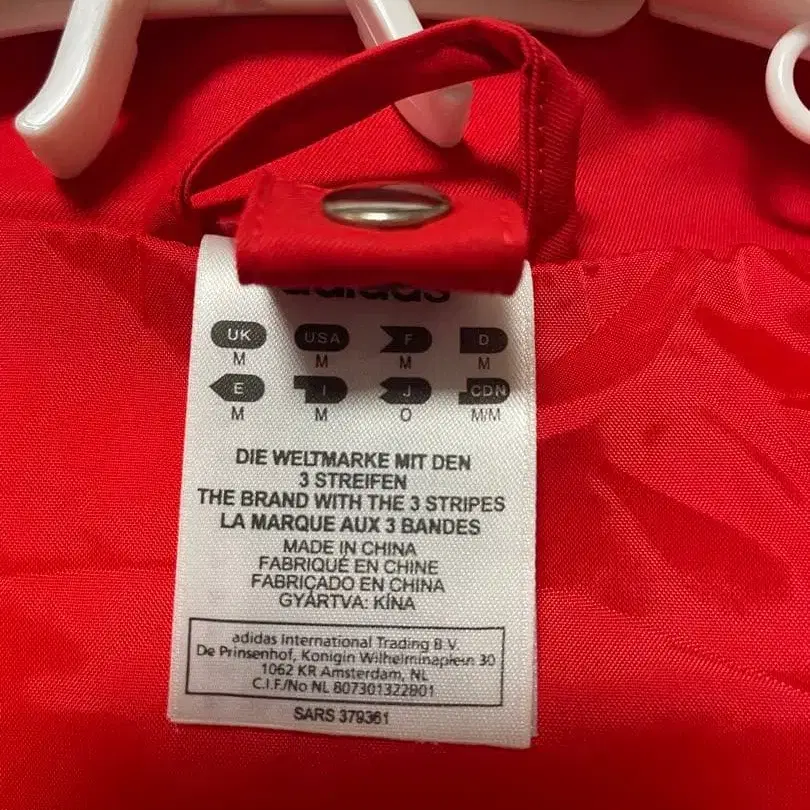 adidas
UK USA F D
M M M M
E I J CDN
M M O M/M
DIE WELTMARKE MIT DEN
3 STREIFEN
THE BRAND WITH THE 3 STRIPES
LA MARQUE AUX 3 BANDES
MADE IN CHINA
FABRIQUÉ EN CHINE
FABRICADO EN CHINA
GYÁRTVA: KÍNA
adidas International Trading B.V.
De Prinsenhof, Konigin Wilhelminaplein 30
1062 KR Amsterdam, NL
C.I.F./No NL 807301322B01
SARS 379361